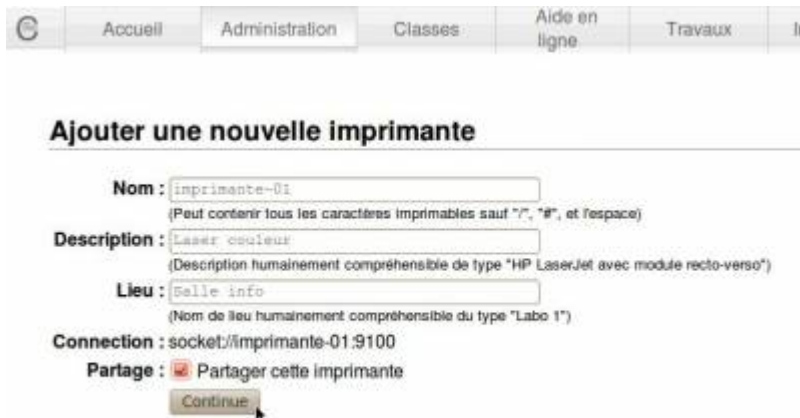 Accueil
Administration
Classes
Aide en
ligne
Travaux
Ajouter une nouvelle imprimante
Nom : imprimante-01
(Peut contenir tous les caractères imprimables sauf "/", "#", et l'espace)
Description : Laser couleur
(Description humainement compréhensible de type "HP LaserJet avec module recto-verso")
Lieu : Salle info
(Nom de lieu humainement compréhensible du type "Labo 1")
Connection : socket://imprimante-01:9100
Partage : Partager cette imprimante
Continue